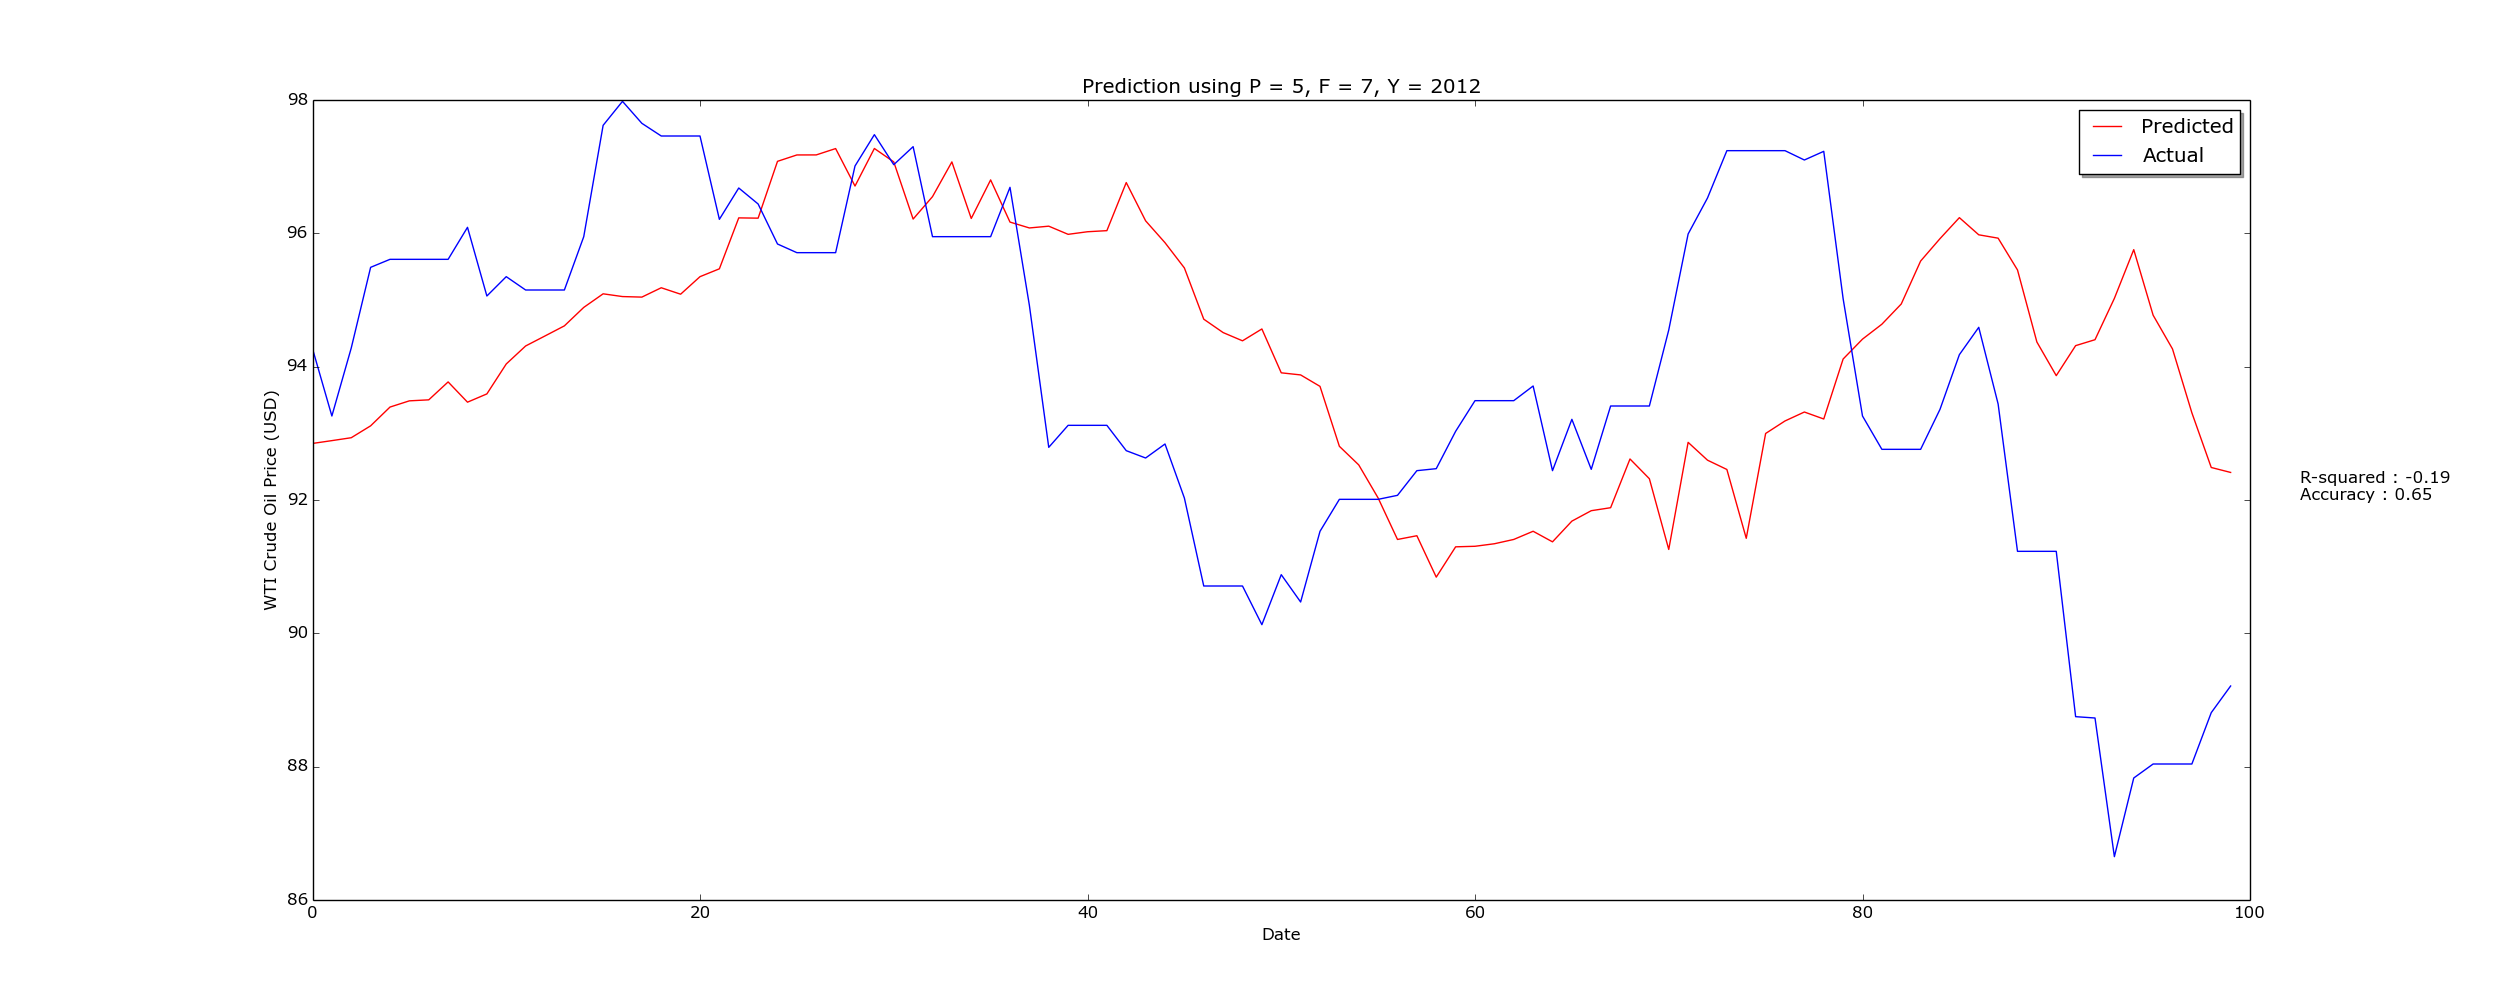 Prediction using P = 5, F = 7, Y = 2012
Predicted
Actual
98
96
94
92
90
88
86
WTI Crude Oil Price (USD)
0 20 40 60 80 100
Date
R-squared : -0.19
Accuracy : 0.65